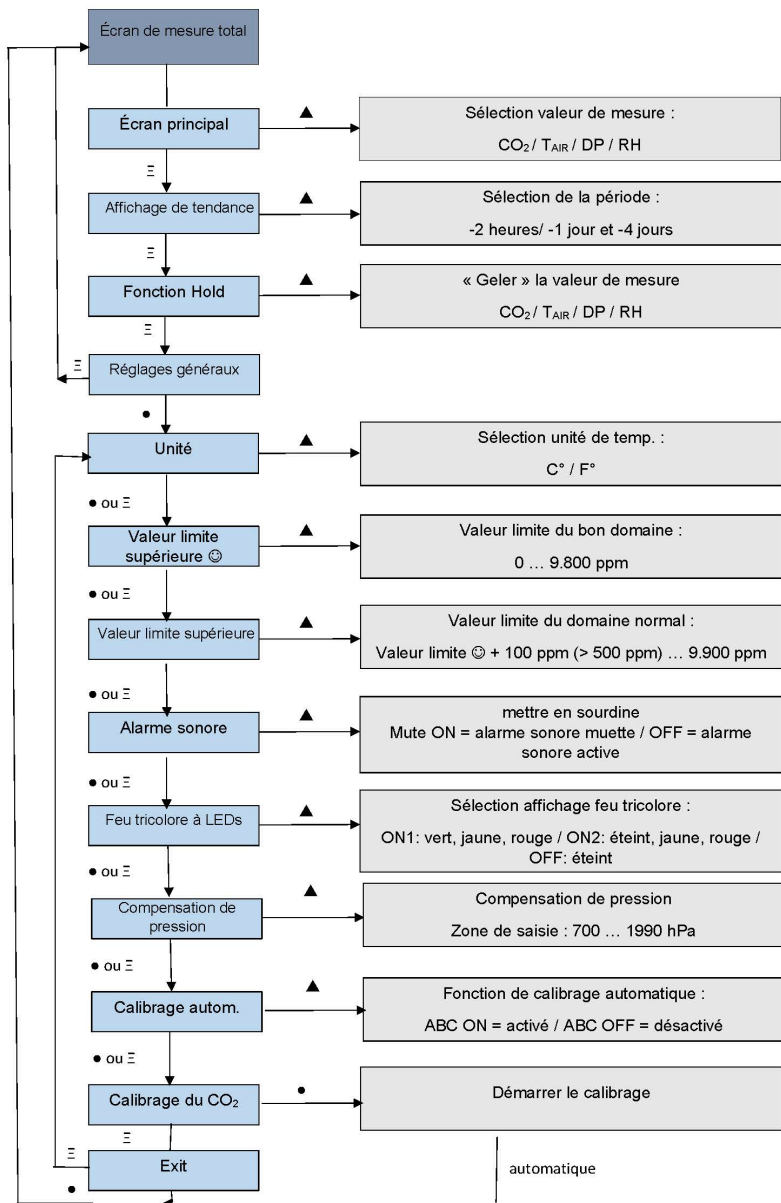 Écran de mesure total
Écran principal
▲
Sélection valeur de mesure :
CO₂ / TAIR / DP / RH
Ξ
Affichage de tendance
▲
Sélection de la période :
-2 heures/ -1 jour et -4 jours
Ξ
Fonction Hold
▲
« Geler » la valeur de mesure
CO₂ / TAIR / DP / RH
Ξ
Ξ
Réglages généraux
●
Unité
▲
Sélection unité de temp. :
C° / F°
● ou Ξ
Valeur limite
supérieure ☺
▲
Valeur limite du bon domaine :
0 … 9.800 ppm
● ou Ξ
Valeur limite supérieure
▲
Valeur limite du domaine normal :
Valeur limite ☺ + 100 ppm (> 500 ppm) … 9.900 ppm
● ou Ξ
Alarme sonore
▲
mettre en sourdine
Mute ON = alarme sonore muette / OFF = alarme
sonore active
● ou Ξ
Feu tricolore à LEDs
▲
Sélection affichage feu tricolore :
ON1: vert, jaune, rouge / ON2: éteint, jaune, rouge /
OFF: éteint
● ou Ξ
Compensation de
pression
▲
Compensation de pression
Zone de saisie : 700 … 1990 hPa
● ou Ξ
Calibrage autom.
▲
Fonction de calibrage automatique :
ABC ON = activé / ABC OFF = désactivé
● ou Ξ
Calibrage du CO₂
●
Démarrer le calibrage
Ξ
Ξ
Exit
automatique
●